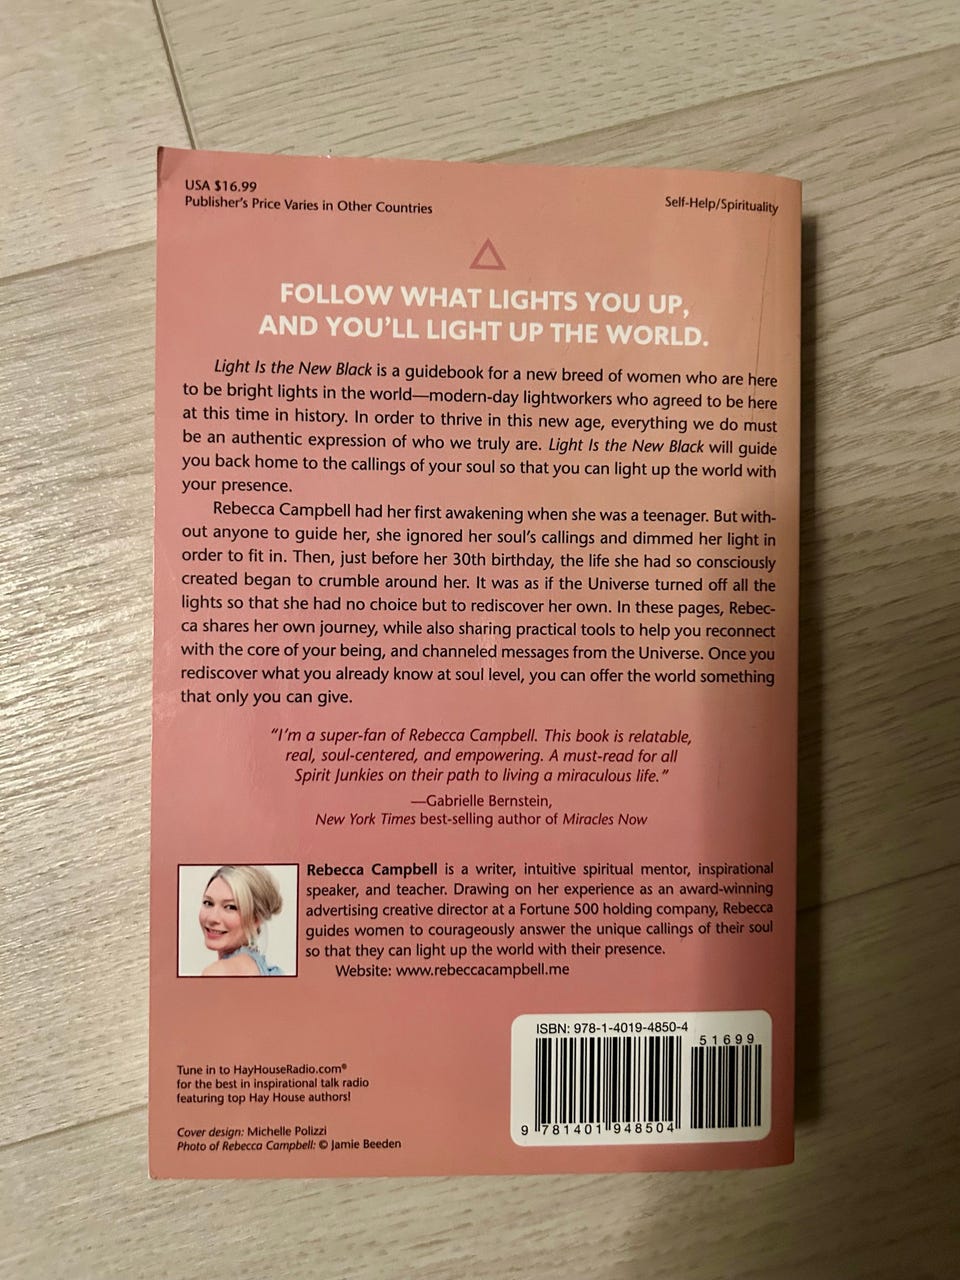 USA $16.99
Publisher's Price Varies in Other Countries
Self-Help/Spirituality
FOLLOW WHAT LIGHTS YOU UP,
AND YOU'LL LIGHT UP THE WORLD.
Light Is the New Black is a guidebook for a new breed of women who are here
to be bright lights in the world—modern-day lightworkers who agreed to be here
at this time in history. In order to thrive in this new age, everything we do must
be an authentic expression of who we truly are. Light Is the New Black will guide
you back home to the callings of your soul so that you can light up the world with
your presence.
Rebecca Campbell had her first awakening when she was a teenager. But with-
out anyone to guide her, she ignored her soul's callings and dimmed her light in
order to fit in. Then, just before her 30th birthday, the life she had so consciously
created began to crumble around her. It was as if the Universe turned off all the
lights so that she had no choice but to rediscover her own. In these pages, Rebec-
ca shares her own journey, while also sharing practical tools to help you reconnect
with the core of your being, and channeled messages from the Universe. Once you
rediscover what you already know at soul level, you can offer the world something
that only you can give.
"I'm a super-fan of Rebecca Campbell. This book is relatable,
real, soul-centered, and empowering. A must-read for all
Spirit Junkies on their path to living a miraculous life."
—Gabrielle Bernstein,
New York Times best-selling author of Miracles Now
Rebecca Campbell is a writer, intuitive spiritual mentor, inspirational
speaker, and teacher. Drawing on her experience as an award-winning
advertising creative director at a Fortune 500 holding company, Rebecca
guides women to courageously answer the unique callings of their soul
so that they can light up the world with their presence.
Website: www.rebeccacampbell.me
Tune in to HayHouseRadio.com®
for the best in inspirational talk radio
featuring top Hay House authors!
Cover design: Michelle Polizzi
Photo of Rebecca Campbell: © Jamie Beeden
ISBN: 978-1-4019-4850-4
51699
9 781401 948504